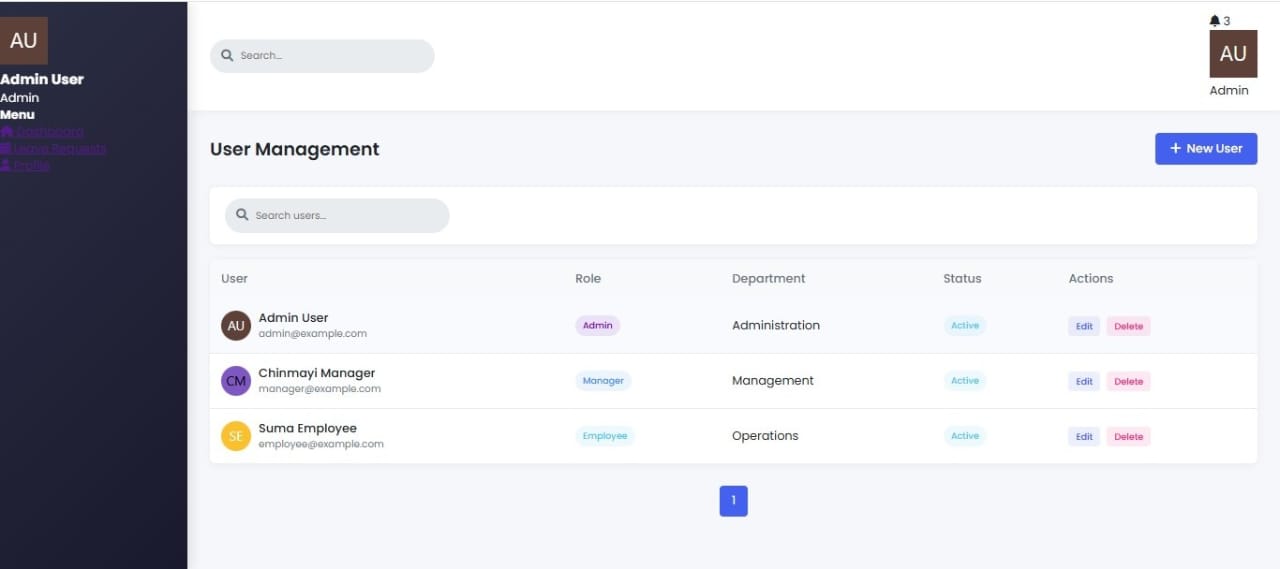 AU
Admin User
Admin
Menu
Dashboard
Leave Requests
Profile
Search...
3
AU
Admin
User Management
+ New User
Search users...
User Role Department Status Actions
AU Admin User Admin Administration Active Edit Delete
admin@example.com
CM Chinmayi Manager Manager Management Active Edit Delete
manager@example.com
SE Suma Employee Employee Operations Active Edit Delete
employee@example.com
1